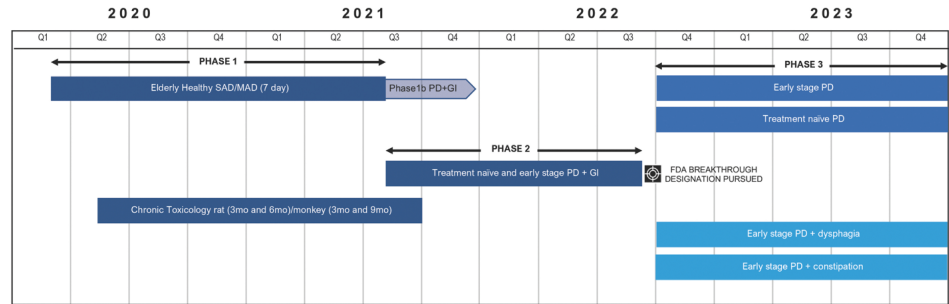 2020 2021 2022 2023
Q1 Q2 Q3 Q4 Q1 Q2 Q3 Q4 Q1 Q2 Q3 Q4 Q1 Q2 Q3 Q4
PHASE 1 PHASE 3
Elderly Healthy SAD/MAD (7 day) Phase1b PD+GI Early stage PD
Treatment naïve PD
PHASE 2
Treatment naïve and early stage PD + GI
FDA BREAKTHROUGH
DESIGNATION PURSUED
Chronic Toxicology rat (3mo and 6mo)/monkey (3mo and 9mo)
Early stage PD + dysphagia
Early stage PD + constipation